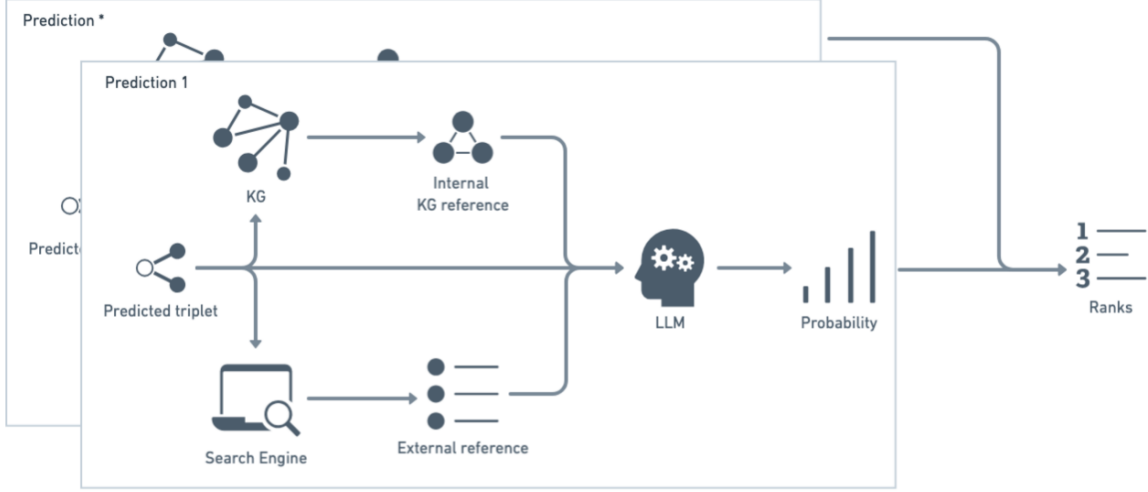 Prediction *
Prediction 1
KG
Internal
KG reference
Predict
Predicted triplet
LLM
Probability
1
2
3
Ranks
Search Engine
External reference